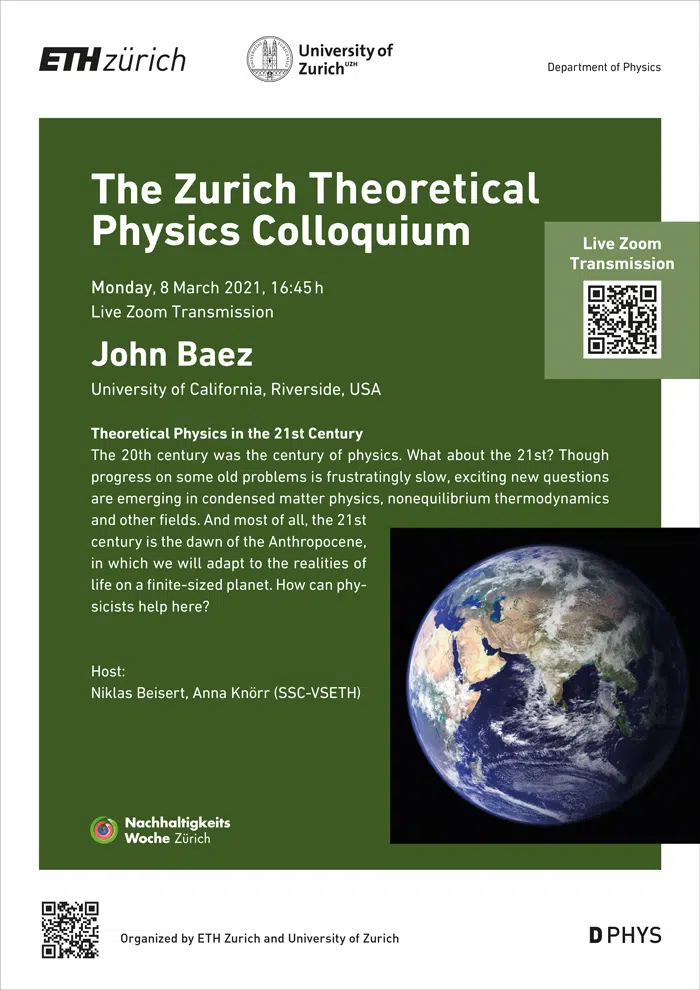 ETH zürich
University of
Zurich UZH
Department of Physics
The Zurich Theoretical
Physics Colloquium
Live Zoom
Transmission
Monday, 8 March 2021, 16:45 h
Live Zoom Transmission
John Baez
University of California, Riverside, USA
Theoretical Physics in the 21st Century
The 20th century was the century of physics. What about the 21st? Though
progress on some old problems is frustratingly slow, exciting new questions
are emerging in condensed matter physics, nonequilibrium thermodynamics
and other fields. And most of all, the 21st
century is the dawn of the Anthropocene,
in which we will adapt to the realities of
life on a finite-sized planet. How can phy-
sicists help here?
Host:
Niklas Beisert, Anna Knörr (SSC-VSETH)
Nachhaltigkeits
Woche Zürich
Organized by ETH Zurich and University of Zurich
D PHYS